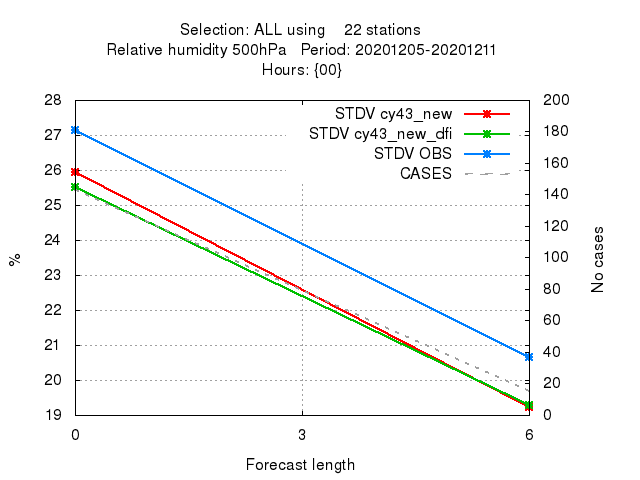 Selection: ALL using    22 stations
Relative humidity 500hPa   Period: 20201205-20201211
Hours: {00}
28
27
26
25
24
23
22
21
20
19
%
STDV cy43_new
STDV cy43_new_dfi
STDV OBS
CASES
200
180
160
140
120
100
80
60
40
20
0
No cases
0 3 6
Forecast length